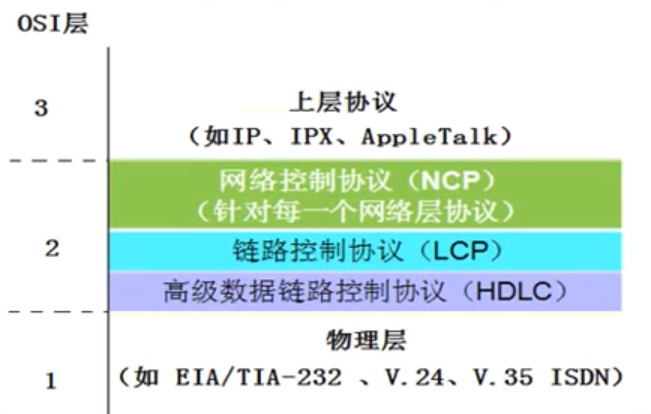 OSI层
3
上层协议
（如IP、IPX、AppleTalk）
网络控制协议（NCP）
（针对每一个网络层协议）
2
链路控制协议（LCP）
高级数据链路控制协议（HDLC）
物理层
1
（如 EIA/TIA-232 、V.24、V.35 ISDN）